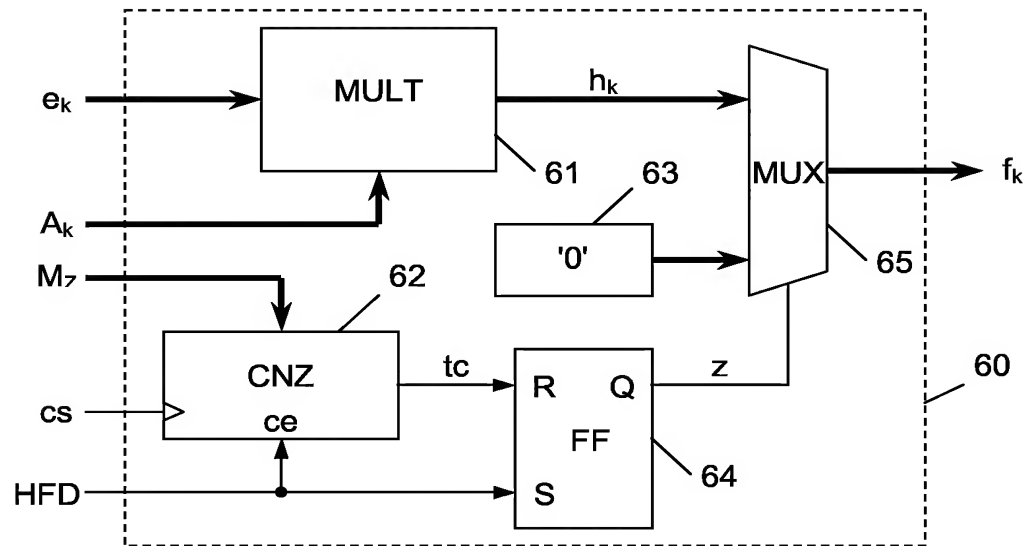 MULT
e_k
h_k
61
63
MUX
f_k
A_k
'0'
65
M_z
62
CNZ
tc
z
60
R
Q
cs
ce
FF
64
HFD
S